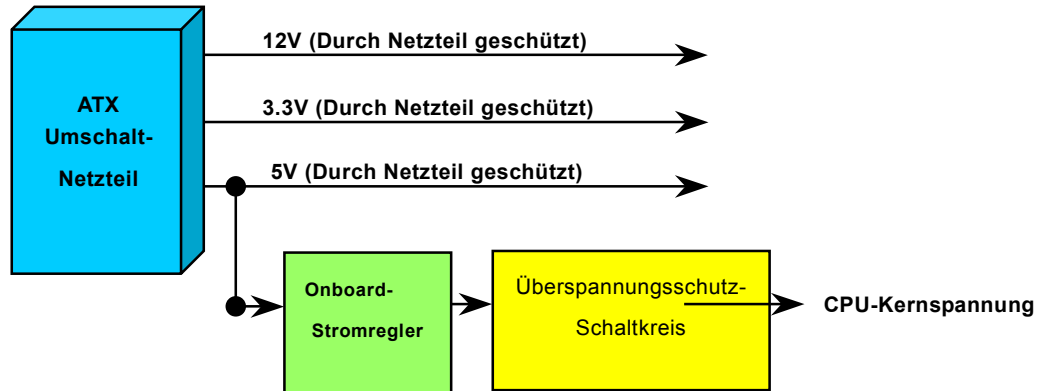 12V (Durch Netzteil geschützt)
ATX
Umschalt-
Netzteil
3.3V (Durch Netzteil geschützt)
5V (Durch Netzteil geschützt)
Onboard-
Stromregler
Überspannungsschutz-
Schaltkreis
CPU-Kernspannung